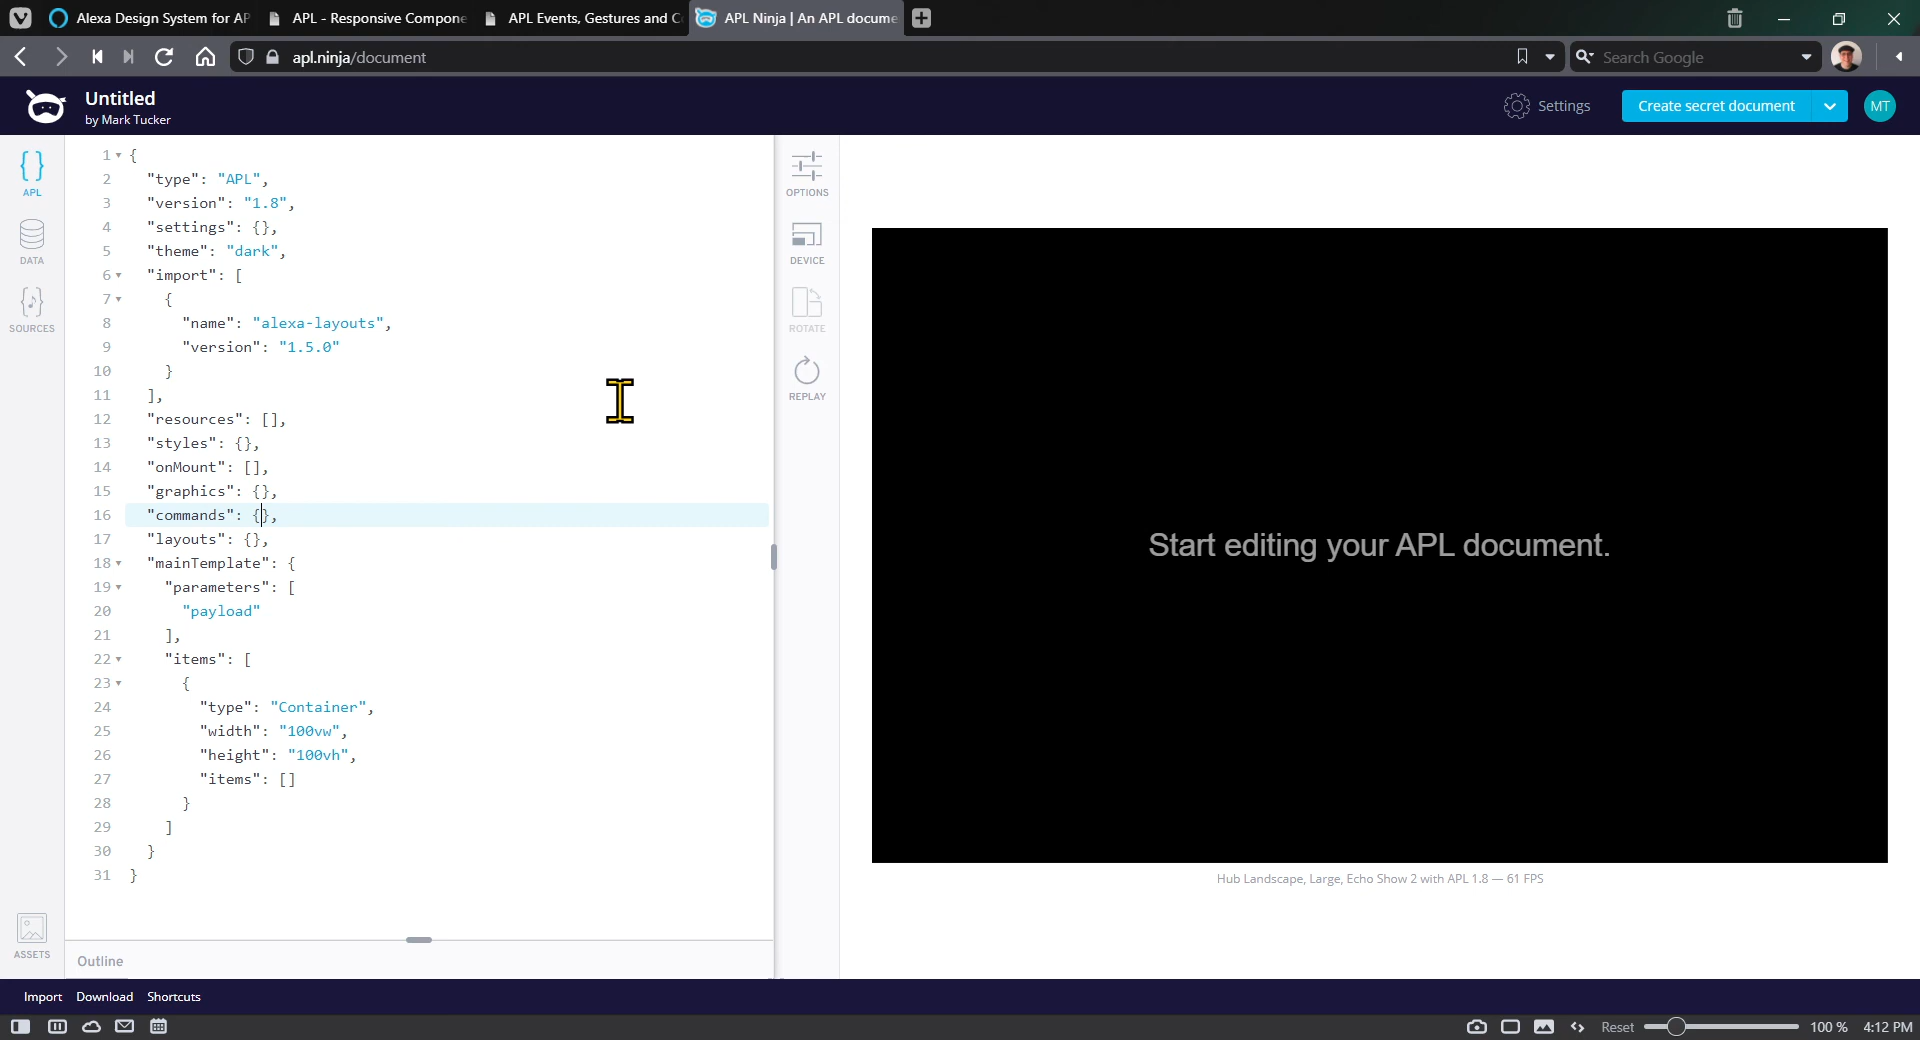 Alexa Design System for AP
APL - Responsive Compone
APL Events, Gestures and C
APL Ninja | An APL docume
apl.ninja/document
Search Google
Untitled
by Mark Tucker
Settings
Create secret document
MT
APL
DATA
SOURCES
ASSETS
1 {
2 "type": "APL",
3 "version": "1.8",
4 "settings": {},
5 "theme": "dark",
6 "import": [
7 {
8 "name": "alexa-layouts",
9 "version": "1.5.0"
10 }
11 ],
12 "resources": [],
13 "styles": {},
14 "onMount": [],
15 "graphics": {},
16 "commands": {},
17 "layouts": {},
18 "mainTemplate": {
19 "parameters": [
20 "payload"
21 ],
22 "items": [
23 {
24 "type": "Container",
25 "width": "100vw",
26 "height": "100vh",
27 "items": []
28 }
29 ]
30 }
31 }
Outline
OPTIONS
DEVICE
ROTATE
REPLAY
Start editing your APL document.
Hub Landscape, Large, Echo Show 2 with APL 1.8 — 61 FPS
Import Download Shortcuts
Reset 100 % 4:12 PM